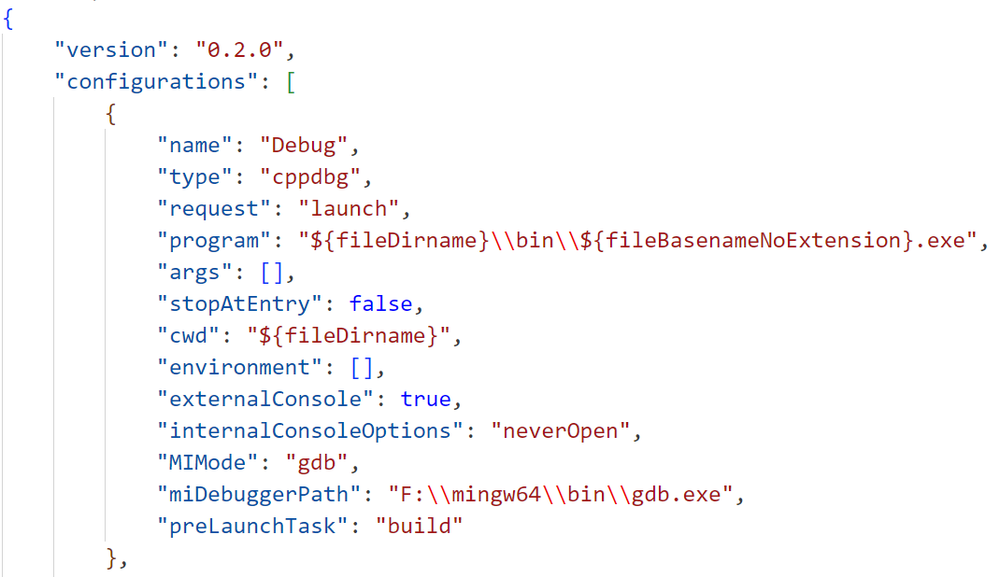 {
    "version": "0.2.0",
    "configurations": [
        {
            "name": "Debug",
            "type": "cppdbg",
            "request": "launch",
            "program": "${fileDirname}\\bin\\${fileBasenameNoExtension}.exe",
            "args": [],
            "stopAtEntry": false,
            "cwd": "${fileDirname}",
            "environment": [],
            "externalConsole": true,
            "internalConsoleOptions": "neverOpen",
            "MIMode": "gdb",
            "miDebuggerPath": "F:\\mingw64\\bin\\gdb.exe",
            "preLaunchTask": "build"
        },